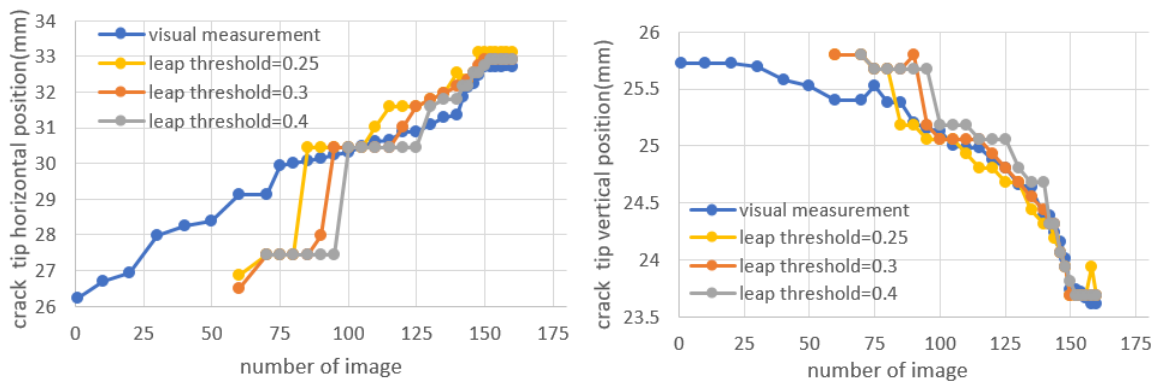 34
33
32
31
30
29
28
27
26
crack tip horizontal position(mm)
visual measurement
leap threshold=0.25
leap threshold=0.3
leap threshold=0.4
0 25 50 75 100 125 150 175
number of image
26
25.5
25
24.5
24
23.5
crack tip vertical position(mm)
visual measurement
leap threshold=0.25
leap threshold=0.3
leap threshold=0.4
0 25 50 75 100 125 150 175
number of image